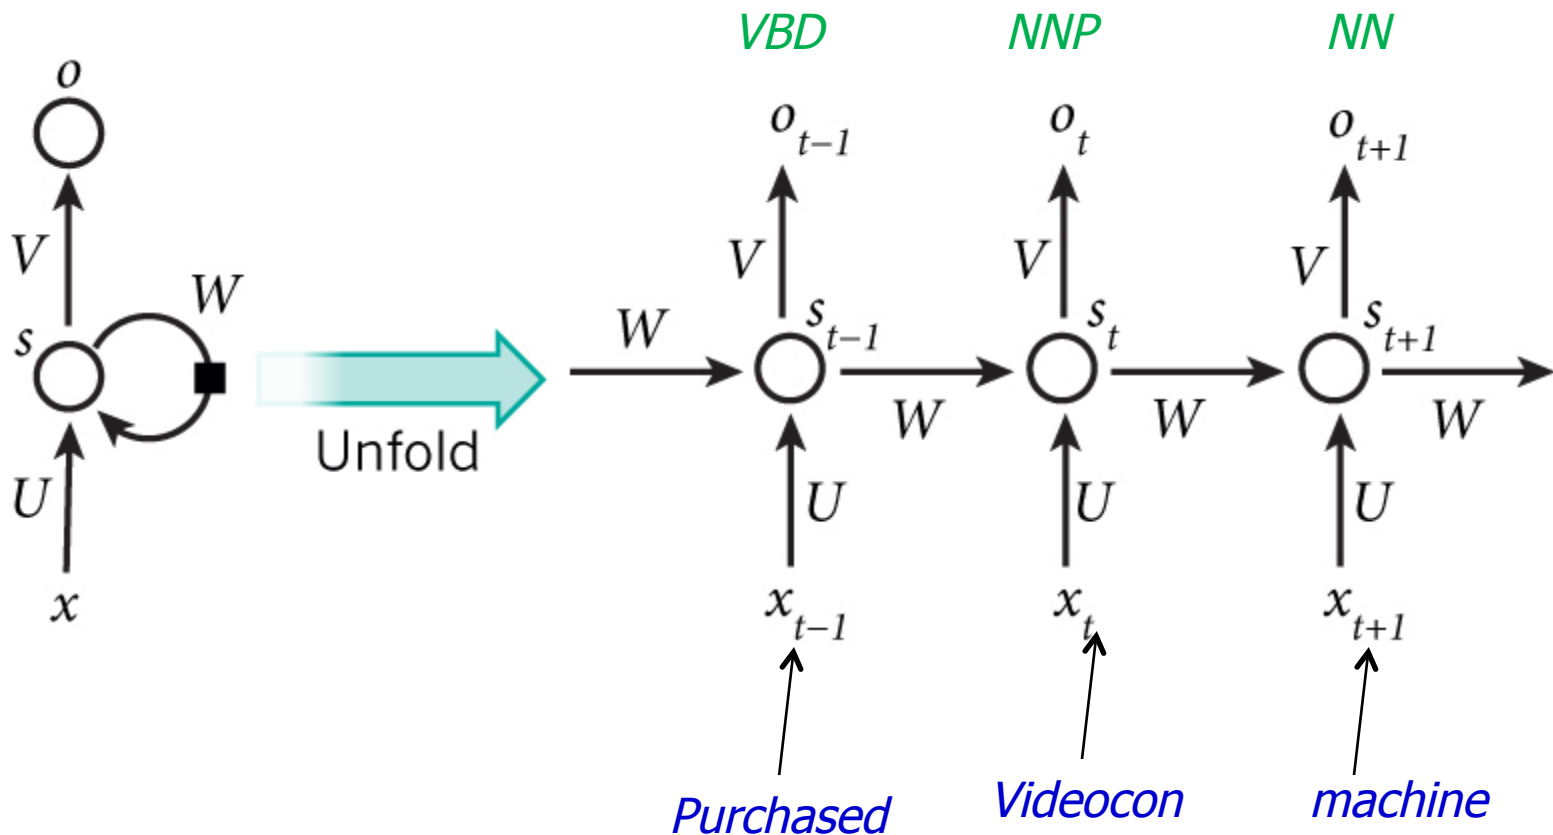 VBD NNP NN
o
o t−1 o t o t+1
V V V V
W
s
W s t−1 s t s t+1
W W W
Unfold
U U U U
x
x t−1 x t x t+1
Purchased Videocon machine